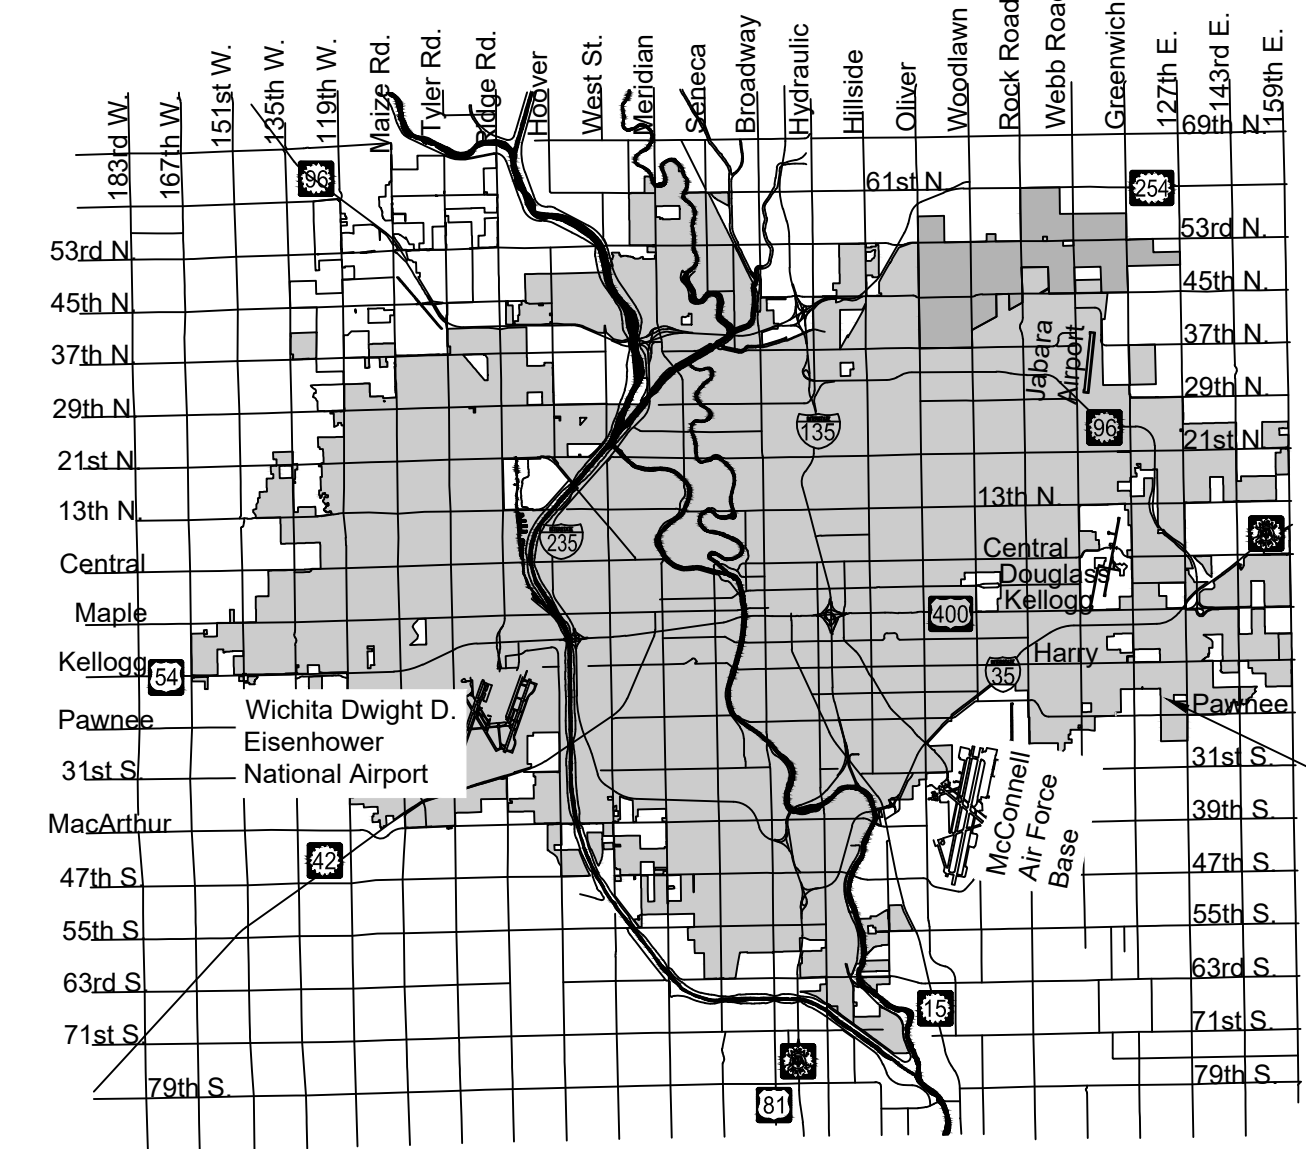 183rd W.
167th W.
151st W.
135th W.
119th W.
Maize Rd.
Tyler Rd.
Ridge Rd.
Hoover
West St.
Meridian
Seneca
Broadway
Hydraulic
Hillside
Oliver
Woodlawn
Rock Road
Webb Road
Greenwich
127th E.
143rd E.
159th E.
69th N.
96
61st N.
254
53rd N.
53rd N.
45th N.
45th N.
37th N.
37th N.
Jabara
Airport
29th N.
29th N.
135
96
21st N.
21st N.
13th N.
13th N.
235
Central
Central
Douglass
Kellogg
Maple
400
Kellogg
54
Harry
35
Pawnee
Pawnee
Wichita Dwight D.
Eisenhower
National Airport
31st S.
31st S.
McConnell
Air Force
Base
MacArthur
39th S.
42
47th S.
47th S.
55th S.
55th S.
63rd S.
63rd S.
15
71st S.
71st S.
79th S.
79th S.
81